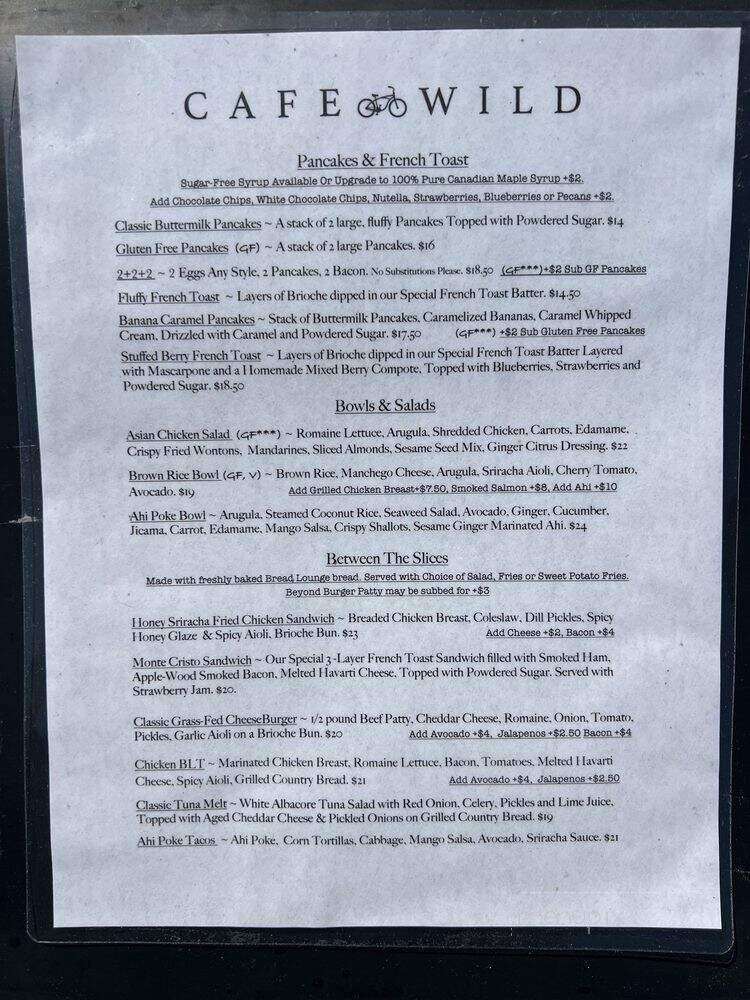 CAFE WILD
Pancakes & French Toast
Sugar-Free Syrup Available Or Upgrade to 100% Pure Canadian Maple Syrup +$2.
Add Chocolate Chips, White Chocolate Chips, Nutella, Strawberries, Blueberries or Pecans +$2.
Classic Buttermilk Pancakes ~ A stack of 2 large, fluffy Pancakes Topped with Powdered Sugar. $14
Gluten Free Pancakes (GF) ~ A stack of 2 large Pancakes. $16
2+2+2 ~ 2 Eggs Any Style, 2 Pancakes, 2 Bacon. No Substitutions Please. $18.50 (GF***)+$2 Sub GF Pancakes
Fluffy French Toast ~ Layers of Brioche dipped in our Special French Toast Batter. $14.50
Banana Caramel Pancakes ~ Stack of Buttermilk Pancakes, Caramelized Bananas, Caramel Whipped
Cream, Drizzled with Caramel and Powdered Sugar. $17.50 (GF***) +$2 Sub Gluten Free Pancakes
Stuffed Berry French Toast ~ Layers of Brioche dipped in our Special French Toast Batter Layered
with Mascarpone and a Homemade Mixed Berry Compote, Topped with Blueberries, Strawberries and
Powdered Sugar. $18.50
Bowls & Salads
Asian Chicken Salad (GF***) ~ Romaine Lettuce, Arugula, Shredded Chicken, Carrots, Edamame,
Crispy Fried Wontons, Mandarines, Sliced Almonds, Sesame Seed Mix, Ginger Citrus Dressing. $22
Brown Rice Bowl (GF, V) ~ Brown Rice, Manchego Cheese, Arugula, Sriracha Aioli, Cherry Tomato,
Avocado. $19 Add Grilled Chicken Breast+$7.50, Smoked Salmon +$8, Add Ahi +$10
Ahi Poke Bowl ~ Arugula, Steamed Coconut Rice, Seaweed Salad, Avocado, Ginger, Cucumber,
Jicama, Carrot, Edamame, Mango Salsa, Crispy Shallots, Sesame Ginger Marinated Ahi. $24
Between The Slices
Made with freshly baked Bread Lounge bread. Served with Choice of Salad, Fries or Sweet Potato Fries.
Beyond Burger Patty may be subbed for +$3
Honey Sriracha Fried Chicken Sandwich ~ Breaded Chicken Breast, Coleslaw, Dill Pickles, Spicy
Honey Glaze & Spicy Aioli, Brioche Bun. $23 Add Cheese +$2, Bacon +$4
Monte Cristo Sandwich ~ Our Special 3-Layer French Toast Sandwich filled with Smoked Ham,
Apple-Wood Smoked Bacon, Melted Havarti Cheese, Topped with Powdered Sugar. Served with
Strawberry Jam. $20.
Classic Grass-Fed CheeseBurger ~ 1/2 pound Beef Patty, Cheddar Cheese, Romaine, Onion, Tomato,
Pickles, Garlic Aioli on a Brioche Bun. $20 Add Avocado +$4, Jalapenos +$2.50 Bacon +$4
Chicken BLT ~ Marinated Chicken Breast, Romaine Lettuce, Bacon, Tomatoes, Melted Havarti
Cheese, Spicy Aioli, Grilled Country Bread. $21 Add Avocado +$4, Jalapenos +$2.50
Classic Tuna Melt ~ White Albacore Tuna Salad with Red Onion, Celery, Pickles and Lime Juice,
Topped with Aged Cheddar Cheese & Pickled Onions on Grilled Country Bread. $19
Ahi Poke Tacos ~ Ahi Poke, Corn Tortillas, Cabbage, Mango Salsa, Avocado, Sriracha Sauce. $21